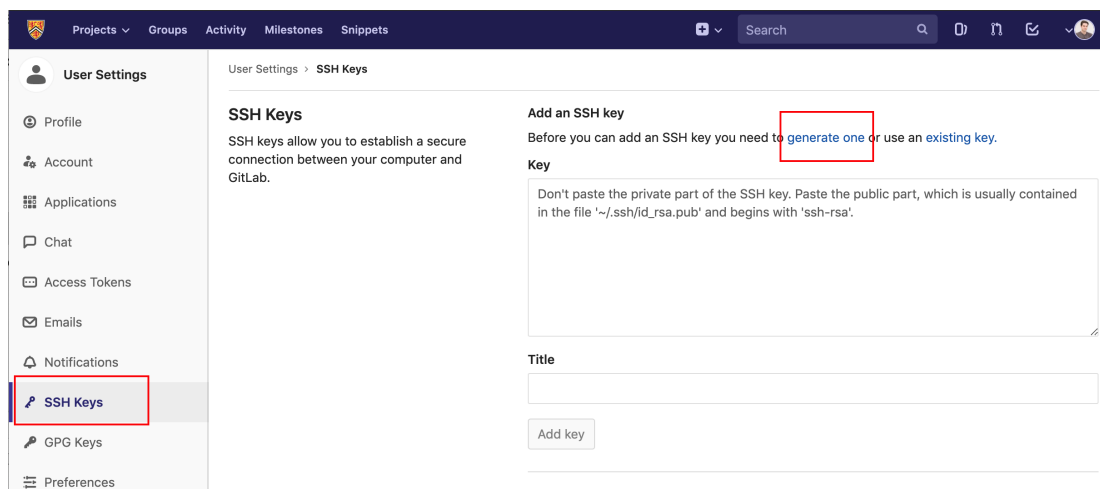 Projects Groups Activity Milestones Snippets Search
User Settings
User Settings > SSH Keys
Profile
Account
Applications
Chat
Access Tokens
Emails
Notifications
SSH Keys
GPG Keys
Preferences
SSH Keys
SSH keys allow you to establish a secure
connection between your computer and
GitLab.
Add an SSH key
Before you can add an SSH key you need to generate one or use an existing key.
Key
Don't paste the private part of the SSH key. Paste the public part, which is usually contained
in the file '~/.ssh/id_rsa.pub' and begins with 'ssh-rsa'.
Title
Add key